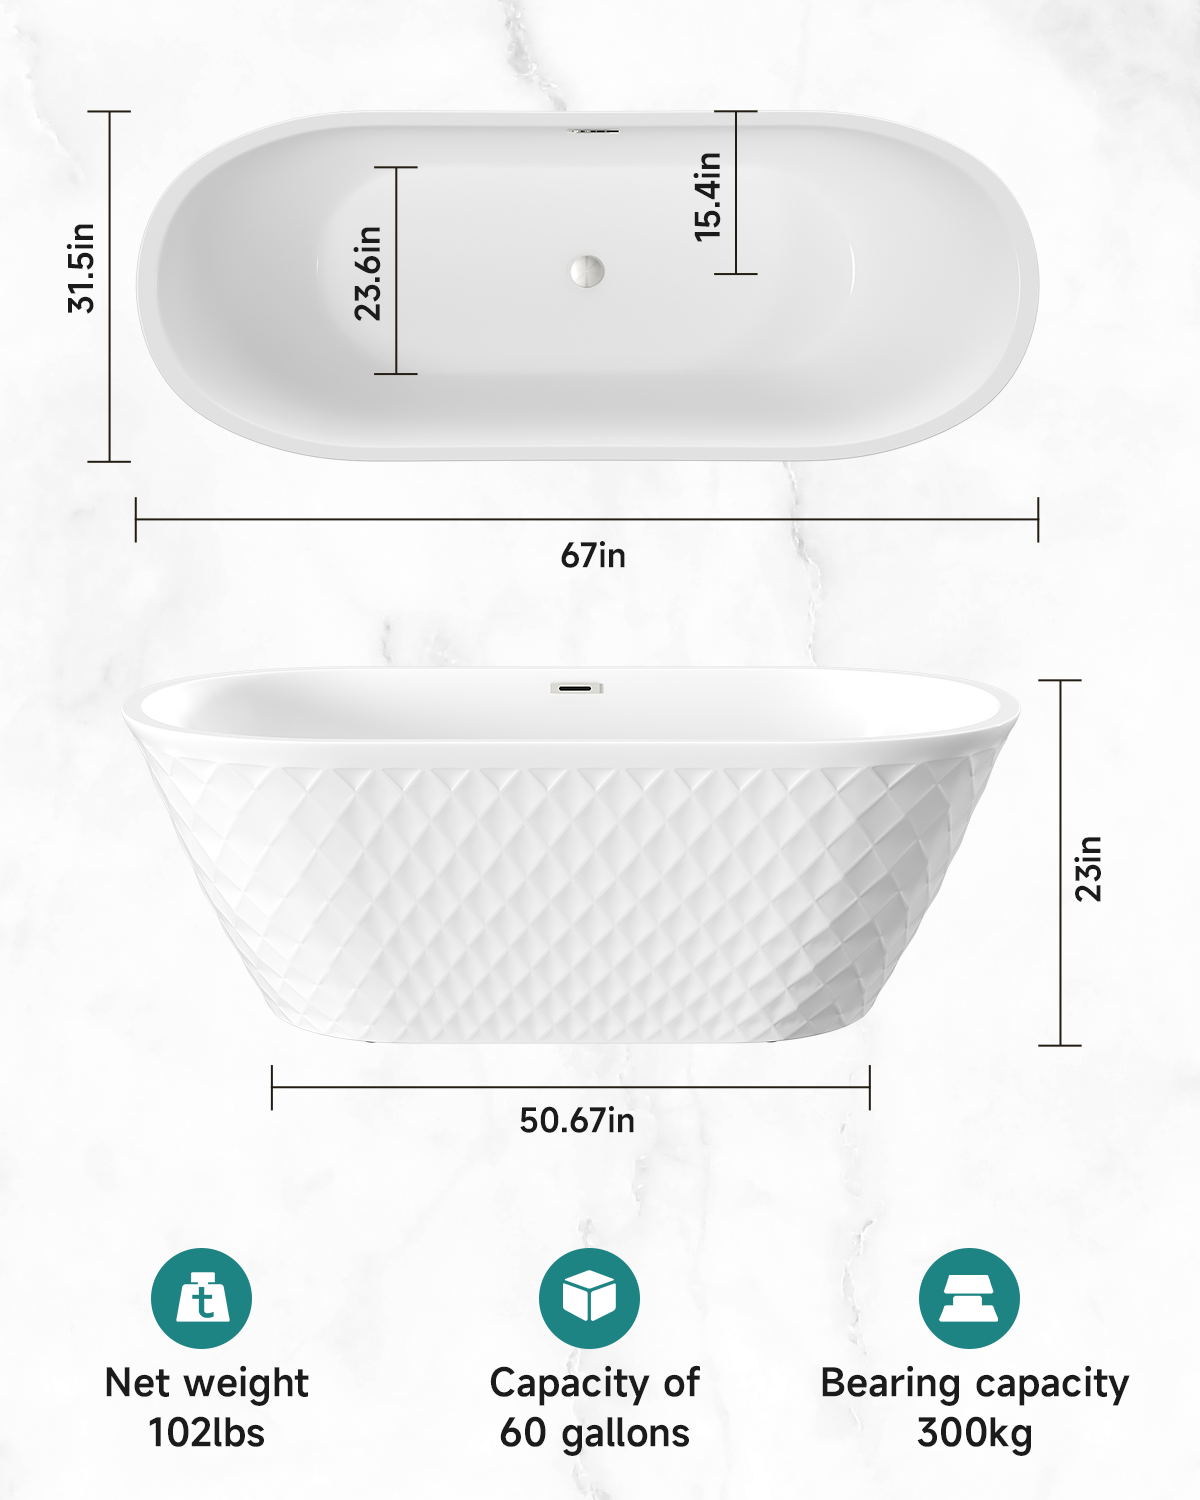 31.5in
23.6in
15.4in
67in
23in
50.67in
t
Net weight
102lbs
Capacity of
60 gallons
Bearing capacity
300kg